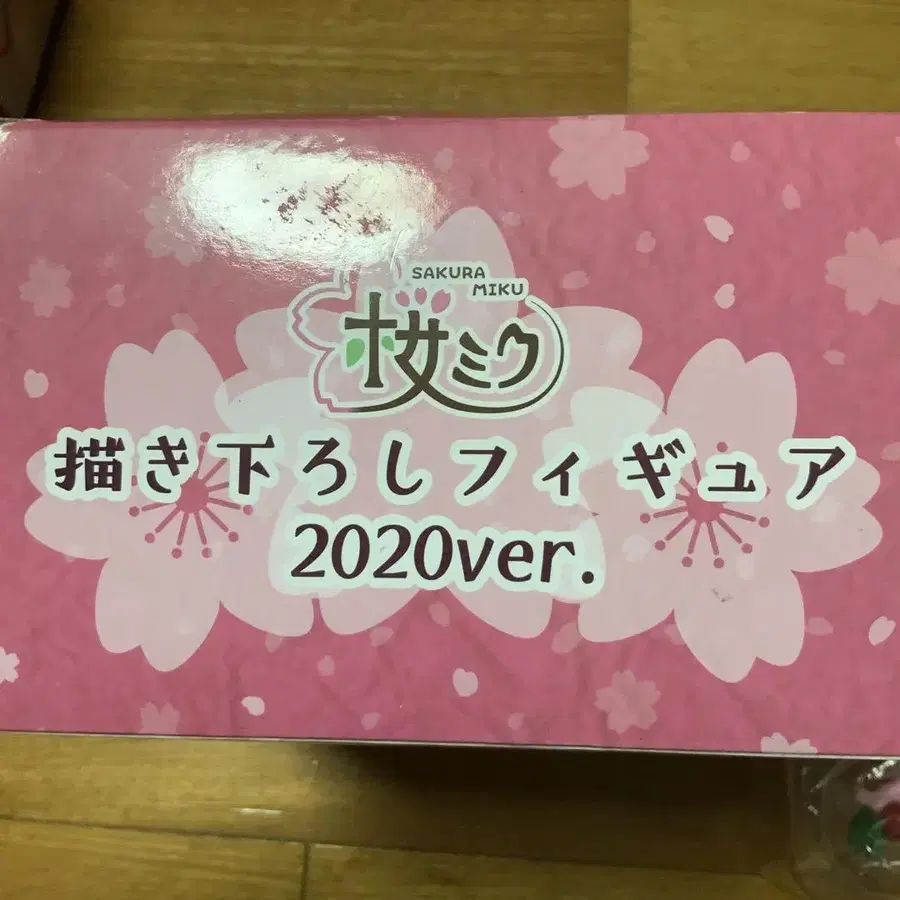 SAKURA
MIKU
桜ミク
描き下ろしフィギュア
2020ver.